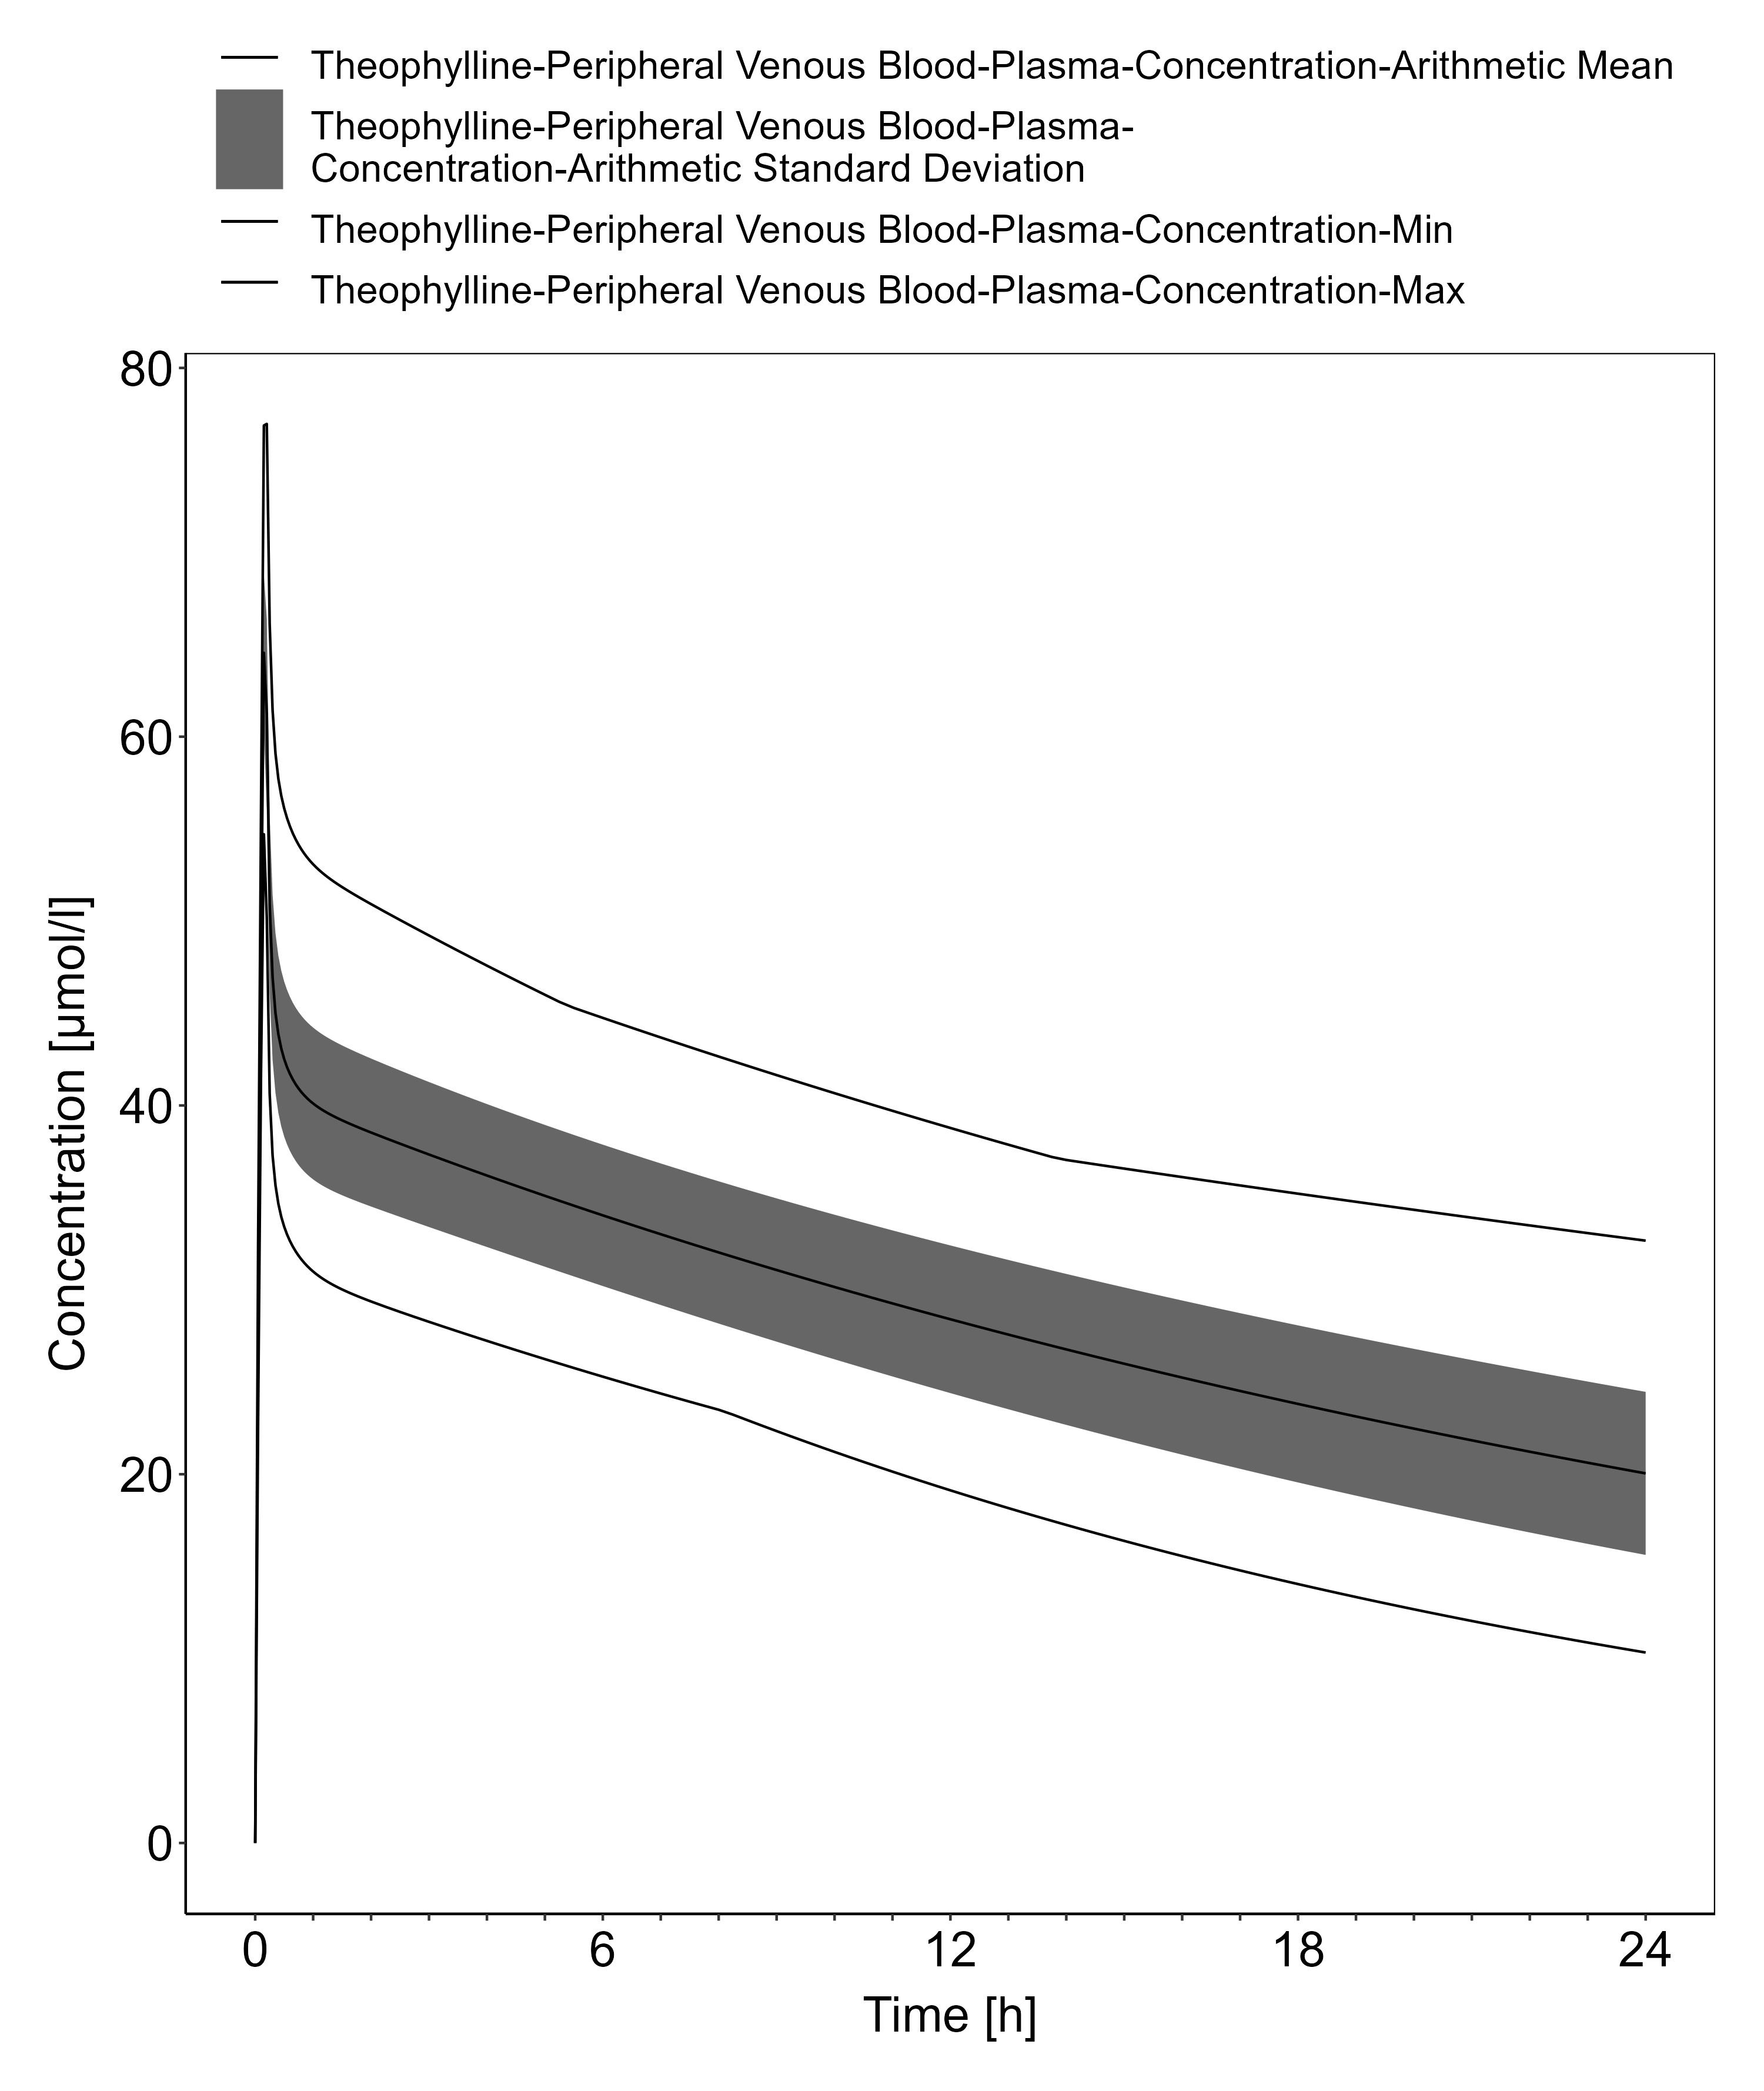 Theophylline-Peripheral Venous Blood-Plasma-Concentration-Arithmetic Mean
Theophylline-Peripheral Venous Blood-Plasma-
Concentration-Arithmetic Standard Deviation
Theophylline-Peripheral Venous Blood-Plasma-Concentration-Min
Theophylline-Peripheral Venous Blood-Plasma-Concentration-Max
80
60
40
20
0
Concentration [µmol/l]
0 6 12 18 24
Time [h]